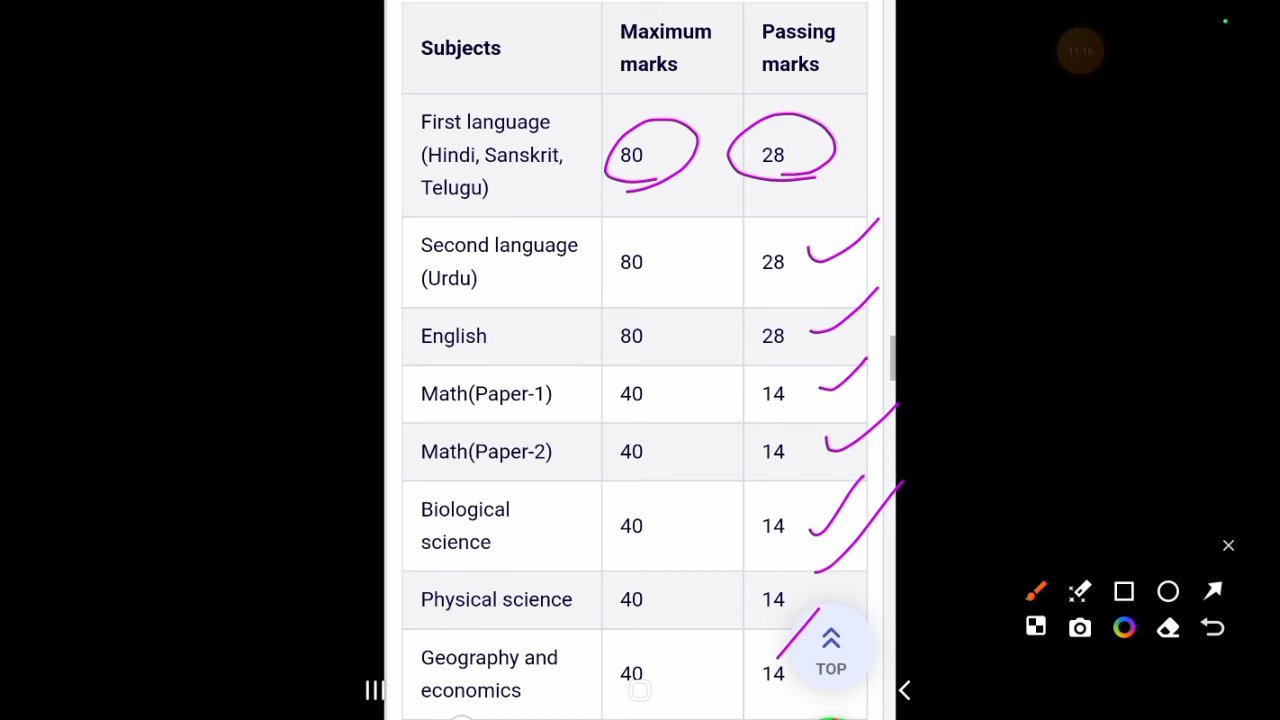 11:16
Subjects
Maximum
marks
Passing
marks
First language
(Hindi, Sanskrit,
Telugu)
80
28
Second language
(Urdu)
80
28
English
80
28
Math(Paper-1)
40
14
Math(Paper-2)
40
14
Biological
science
40
14
Physical science
40
14
Geography and
economics
40
14
TOP